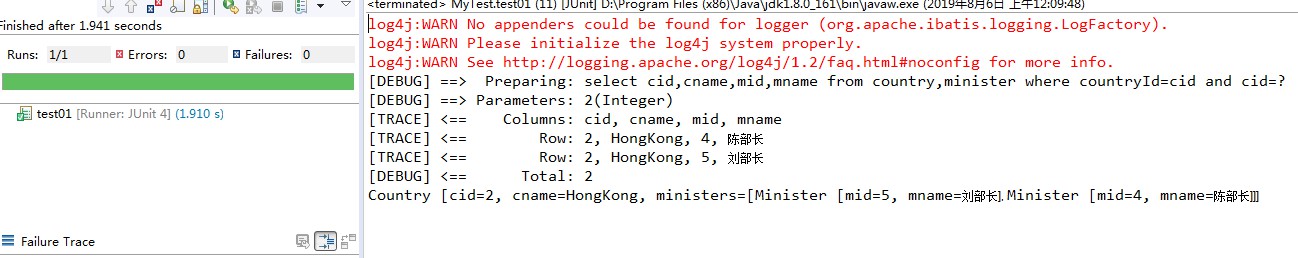 <terminated> MyTest.test01 (11) [JUnit] D:\Program Files (x86)\Java\jdk1.8.0_161\bin\javaw.exe (2019年8月6日 上午12:09:48)
Finished after 1.941 seconds
Runs: 1/1 Errors: 0 Failures: 0
test01 [Runner: JUnit 4] (1.910 s)
Failure Trace
log4j:WARN No appenders could be found for logger (org.apache.ibatis.logging.LogFactory).
log4j:WARN Please initialize the log4j system properly.
log4j:WARN See http://logging.apache.org/log4j/1.2/faq.html#noconfig for more info.
[DEBUG] ==>  Preparing: select cid,cname,mid,mname from country,minister where countryId=cid and cid=?
[DEBUG] ==> Parameters: 2(Integer)
[TRACE] <==    Columns: cid, cname, mid, mname
[TRACE] <==        Row: 2, HongKong, 4, 陈部长
[TRACE] <==        Row: 2, HongKong, 5, 刘部长
[DEBUG] <==      Total: 2
Country [cid=2, cname=HongKong, ministers=[Minister [mid=5, mname=刘部长], Minister [mid=4, mname=陈部长]]]